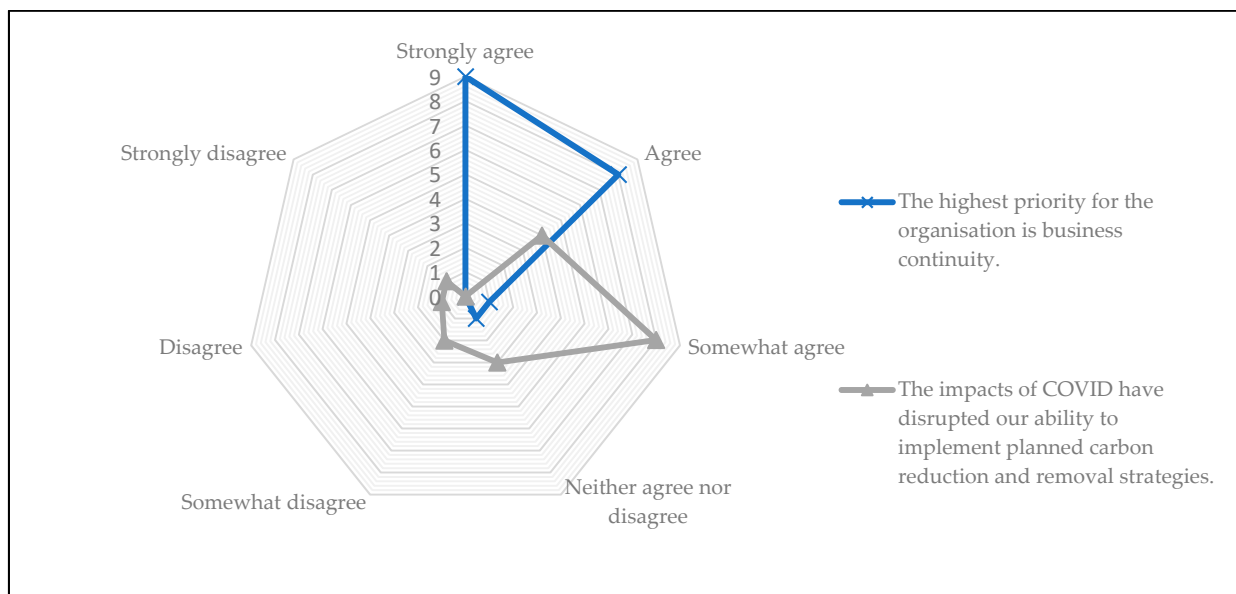 Strongly agree
9
8
7
6
5
4
3
2
1
0
Agree
Somewhat agree
Neither agree nor
disagree
Somewhat disagree
Disagree
Strongly disagree
The highest priority for the
organisation is business
continuity.
The impacts of COVID have
disrupted our ability to
implement planned carbon
reduction and removal strategies.